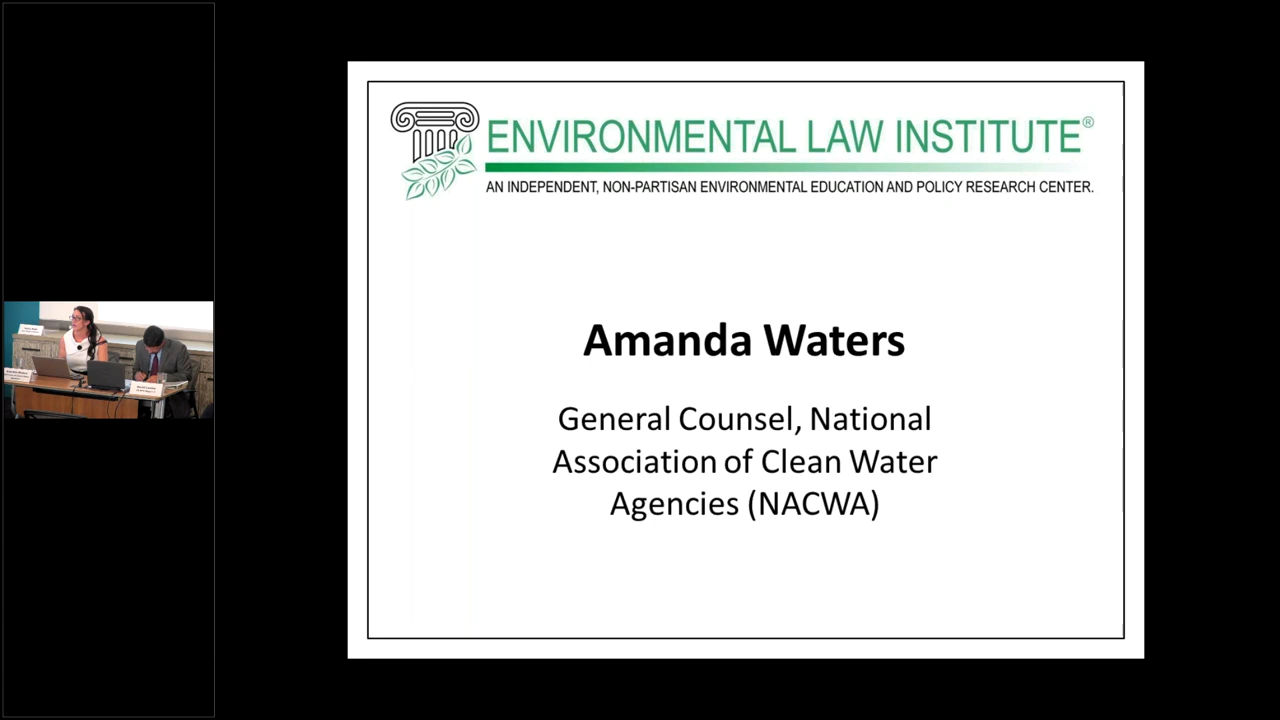 ENVIRONMENTAL LAW INSTITUTE®
AN INDEPENDENT, NON-PARTISAN ENVIRONMENTAL EDUCATION AND POLICY RESEARCH CENTER.
Amanda Waters
General Counsel, National
Association of Clean Water
Agencies (NACWA)